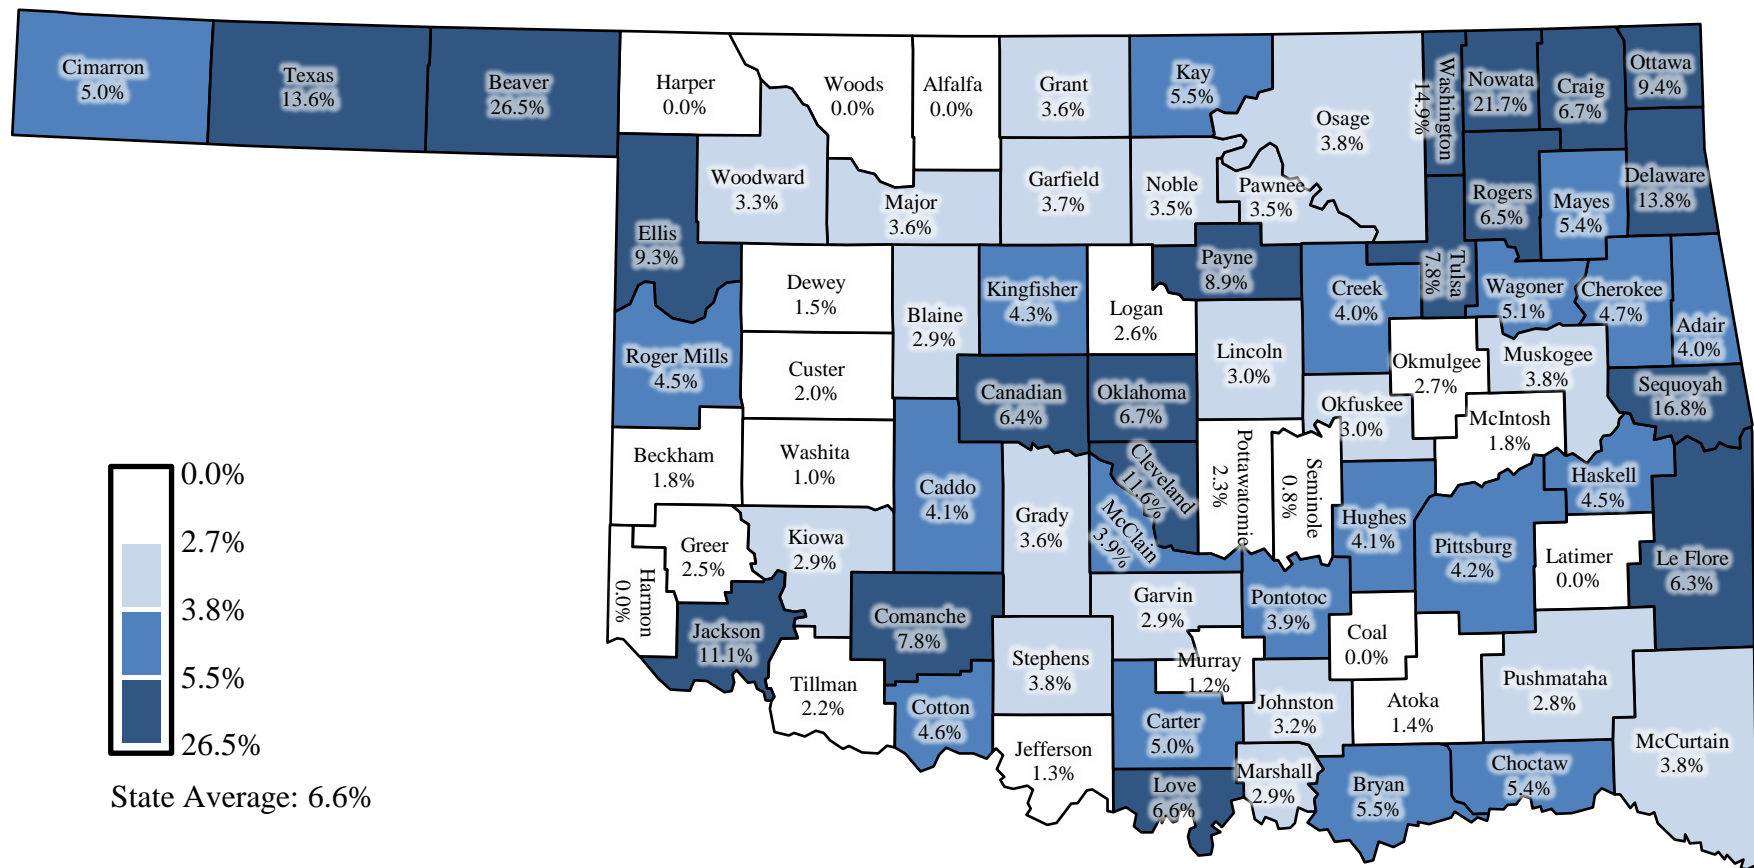 Cimarron
5.0%
Texas
13.6%
Beaver
26.5%
Harper
0.0%
Woods
0.0%
Alfalfa
0.0%
Grant
3.6%
Kay
5.5%
Osage
3.8%
Washington
14.9%
Nowata
21.7%
Craig
6.7%
Ottawa
9.4%
Ellis
9.3%
Woodward
3.3%
Major
3.6%
Garfield
3.7%
Noble
3.5%
Pawnee
3.5%
Rogers
6.5%
Mayes
5.4%
Delaware
13.8%
Dewey
1.5%
Blaine
2.9%
Kingfisher
4.3%
Logan
2.6%
Payne
8.9%
Creek
4.0%
Tulsa
7.8%
Wagoner
5.1%
Cherokee
4.7%
Adair
4.0%
Roger Mills
4.5%
Custer
2.0%
Canadian
6.4%
Oklahoma
6.7%
Lincoln
3.0%
Okfuskee
3.0%
Okmulgee
2.7%
Muskogee
3.8%
Sequoyah
16.8%
McIntosh
1.8%
Beckham
1.8%
Washita
1.0%
Caddo
4.1%
Grady
3.6%
Cleveland
11.6%
McClain
3.9%
Pottawatomie
2.3%
Seminole
0.8%
Hughes
4.1%
Pittsburg
4.2%
Haskell
4.5%
Latimer
0.0%
Le Flore
6.3%
Harmon
0.0%
Greer
2.5%
Kiowa
2.9%
Jackson
11.1%
Comanche
7.8%
Tillman
2.2%
Cotton
4.6%
Stephens
3.8%
Garvin
2.9%
Murray
1.2%
Pontotoc
3.9%
Coal
0.0%
Johnston
3.2%
Atoka
1.4%
Pushmataha
2.8%
McCurtain
3.8%
Jefferson
1.3%
Carter
5.0%
Love
6.6%
Marshall
2.9%
Bryan
5.5%
Choctaw
5.4%
0.0%
2.7%
3.8%
5.5%
26.5%
State Average: 6.6%